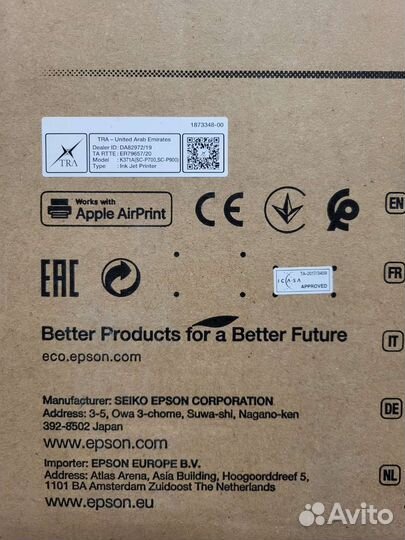 1873348-00
TRA – United Arab Emirates
Dealer ID: DA82972/19
TA RTTE: ER79657/20
Model : K371A(SC-P700,SC-P900)
Type : Ink Jet Printer
TRA
Works with
Apple AirPrint
CE
EN
EAC
TA-2017/3459
ICASA
APPROVED
FR
Better Products for a Better Future
eco.epson.com
IT
Manufacturer: SEIKO EPSON CORPORATION
Address: 3-5, Owa 3-chome, Suwa-shi, Nagano-ken
392-8502 Japan
DE
www.epson.com
Importer: EPSON EUROPE B.V.
Address: Atlas Arena, Asia Building, Hoogoorddreef 5,
1101 BA Amsterdam Zuidoost The Netherlands
NL
www.epson.eu
Avito